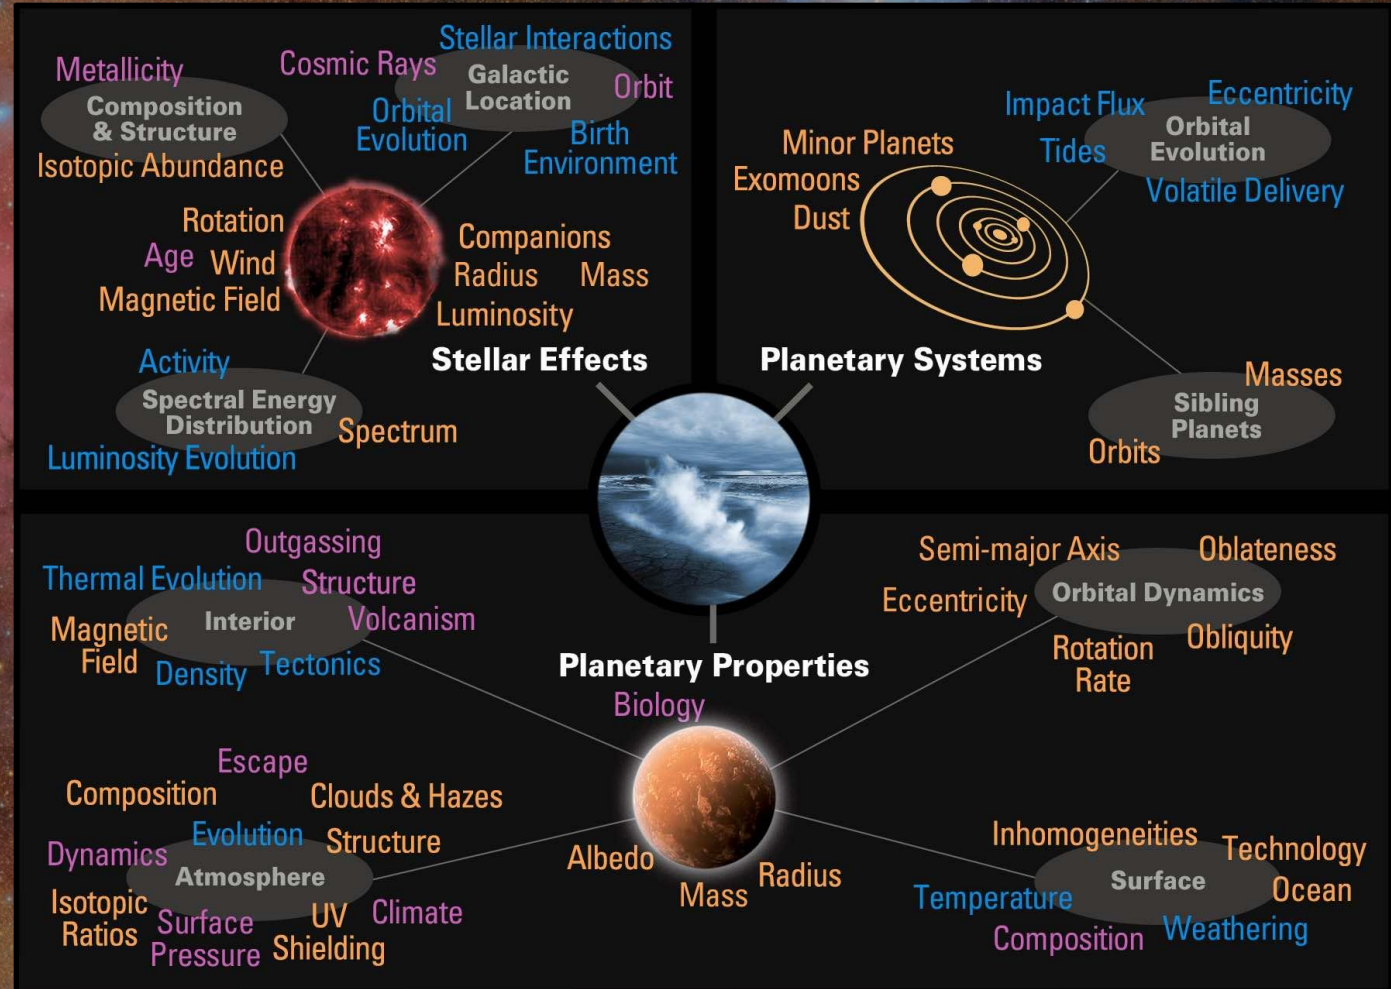 Stellar Interactions
Cosmic Rays
Galactic
Location
Orbit
Orbital
Evolution
Birth
Environment
Metallicity
Composition
& Structure
Isotopic Abundance
Rotation
Age
Wind
Magnetic Field
Companions
Radius
Mass
Luminosity
Stellar Effects
Activity
Spectral Energy
Distribution
Spectrum
Luminosity Evolution
Impact Flux
Eccentricity
Orbital
Evolution
Tides
Volatile Delivery
Minor Planets
Exomoons
Dust
Planetary Systems
Masses
Sibling
Planets
Orbits
Outgassing
Thermal Evolution
Structure
Interior
Volcanism
Magnetic
Field
Density
Tectonics
Planetary Properties
Biology
Albedo
Mass
Radius
Semi-major Axis
Oblateness
Eccentricity
Orbital Dynamics
Rotation
Rate
Obliquity
Escape
Composition
Clouds & Hazes
Evolution
Structure
Dynamics
Atmosphere
Isotopic
Ratios
Surface
Pressure
UV
Shielding
Climate
Inhomogeneities
Technology
Surface
Ocean
Temperature
Composition
Weathering